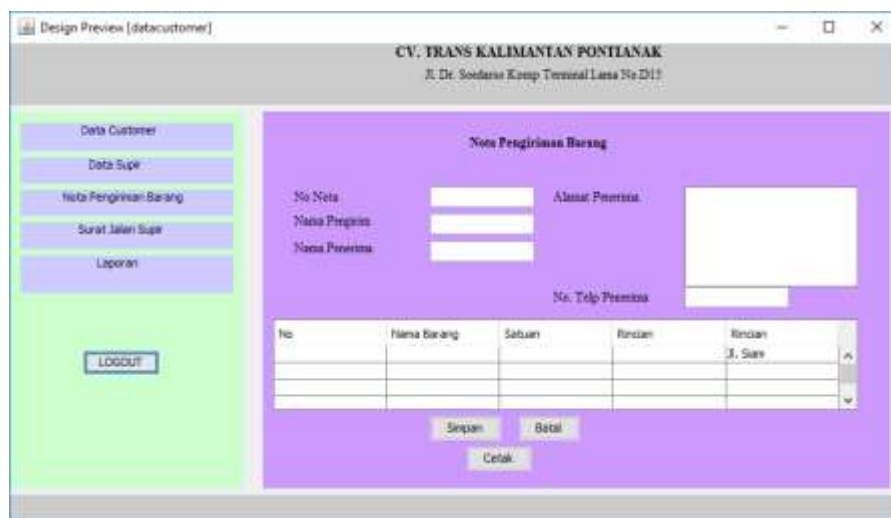 Design Preview [datacustomer]
CV. TRANS KALIMANTAN PONTIANAK
Jl. Dr. Soedarso Komp Terminal Lama No.D15
Data Customer
Data Supir
Nota Pengiriman Barang
Surat Jalan Supir
Laporan
LOGOUT
Nota Pengiriman Barang
No Nota
Nama Pengirim
Nama Penerima
Alamat Penerima
No. Telp Penerima
No Nama Barang Satuan Rincian Rincian
Jl. Siam
Simpan Batal
Cetak